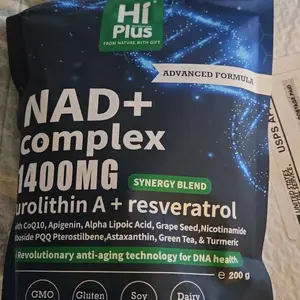 Hi
Plus
FROM NATURE WITH GIFT
ADVANCED FORMULA
NAD+
complex
1400MG
SYNERGY BLEND
urolithin A + resveratrol
ith CoQ10, Apigenin, Alpha Lipoic Acid, Grape Seed, Nicotinamide
Riboside PQQ Pterostilbene, Astaxanthin, Green Tea, & Turmeric
Revolutionary anti-aging technology for DNA health
200 g
GMO
Gluten
Soy
Dairy
USPS